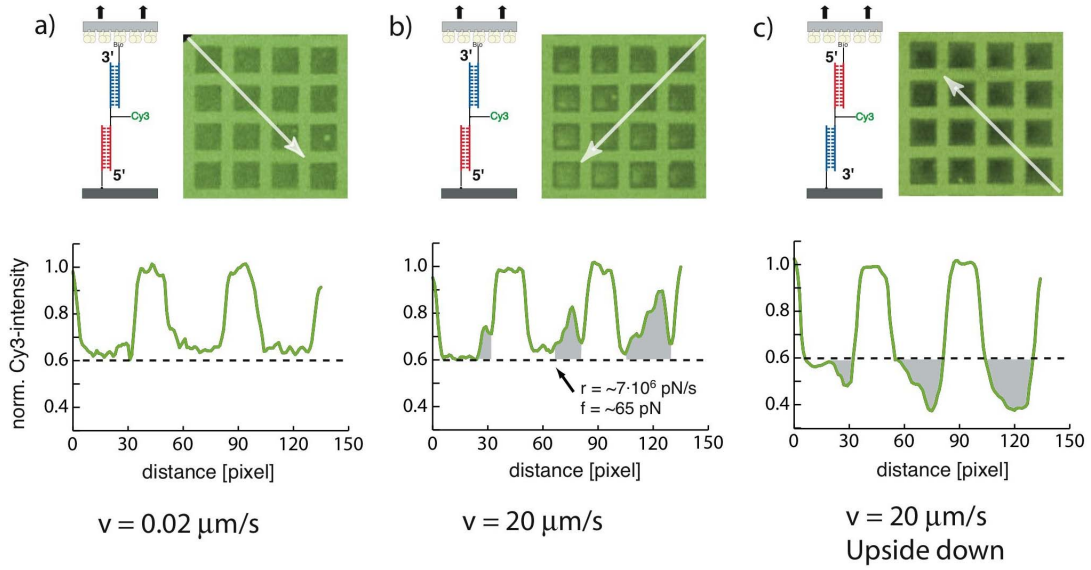 a)
Bio
3'
Cy3
5'
b)
Bio
3'
Cy3
5'
c)
Bio
5'
Cy3
3'
norm. Cy3-intensity
1.0
0.8
0.6
0.4
0 30 60 90 120 150
distance [pixel]
1.0
0.8
0.6
0.4
r = ~7·10⁶ pN/s
f = ~65 pN
0 30 60 90 120 150
distance [pixel]
1.0
0.8
0.6
0.4
0 30 60 90 120 150
distance [pixel]
v = 0.02 μm/s
v = 20 μm/s
v = 20 μm/s
Upside down